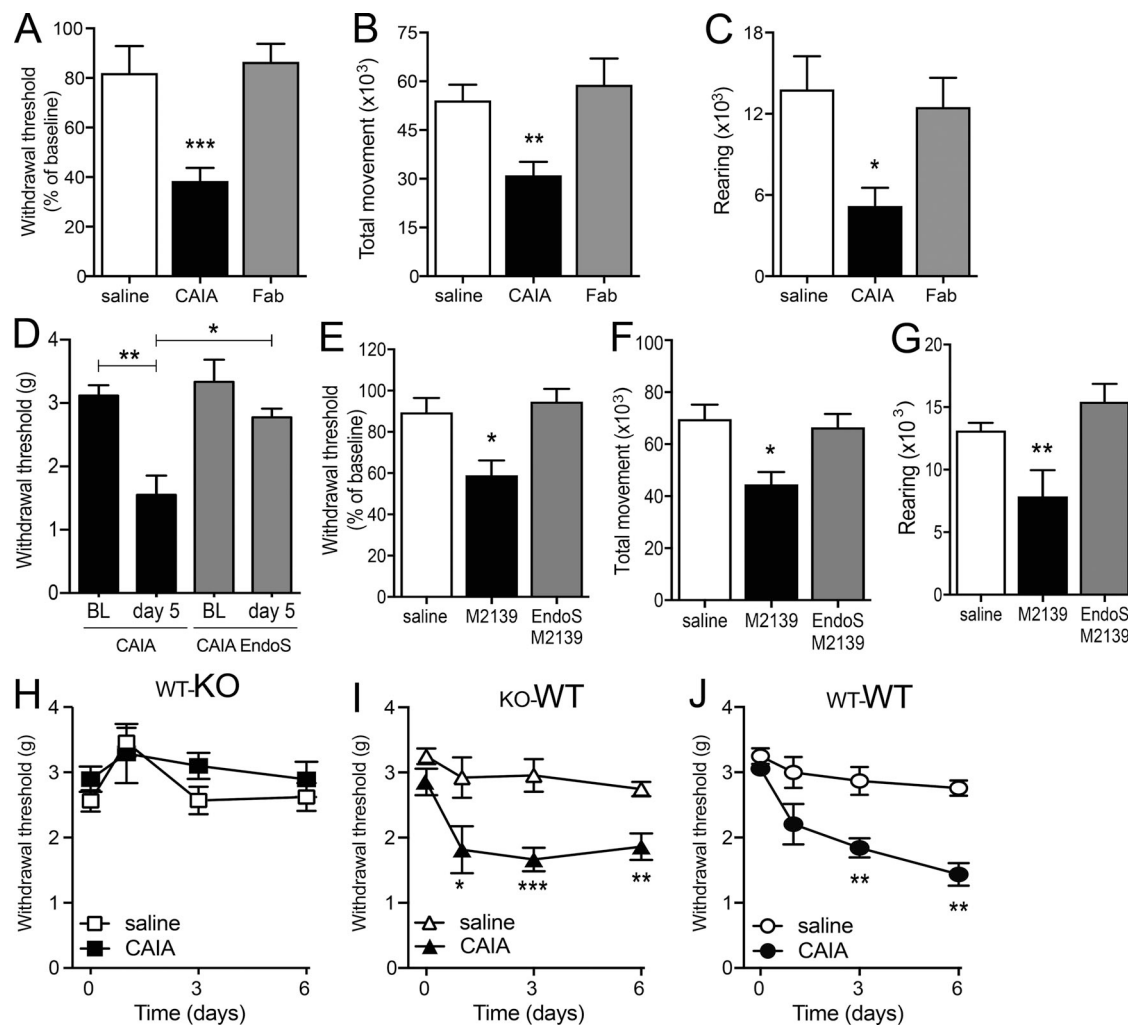 A
Withdrawal threshold
(% of baseline)
100
80
60
40
20
0
***
saline CAIA Fab
B
Total movement (x10³)
75
60
45
30
15
0
**
saline CAIA Fab
C
Rearing (x10³)
18
12
6
0
*
saline CAIA Fab
D
Withdrawal threshold (g)
4
3
2
1
0
**
*
BL day 5 BL day 5
CAIA CAIA EndoS
E
Withdrawal threshold
(% of baseline)
120
100
80
60
40
20
0
*
saline M2139 EndoS
M2139
F
Total movement (x10³)
100
80
60
40
20
0
*
saline M2139 EndoS
M2139
G
Rearing (x10³)
20
15
10
5
0
**
saline M2139 EndoS
M2139
H
WT-KO
Withdrawal threshold (g)
4
3
2
1
0
saline
CAIA
0 3 6
Time (days)
I
KO-WT
Withdrawal threshold (g)
4
3
2
1
0
* *** **
saline
CAIA
0 3 6
Time (days)
J
WT-WT
Withdrawal threshold (g)
4
3
2
1
0
**
**
saline
CAIA
0 3 6
Time (days)